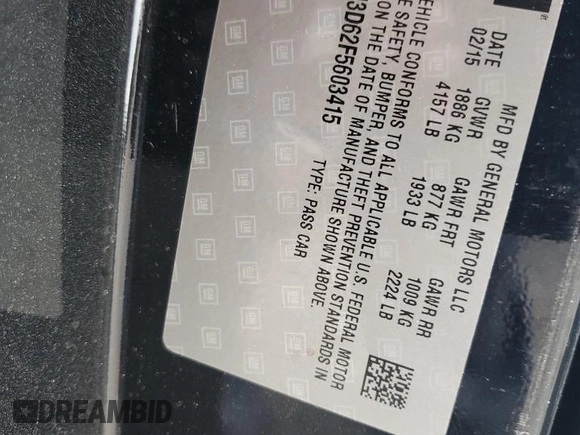 MFD BY GENERAL MOTORS LLC
DATE GVWR GAWR FRT GAWR RR
02/15 1886 KG 877 KG 1009 KG
4157 LB 1933 LB 2224 LB
VEHICLE CONFORMS TO ALL APPLICABLE U.S. FEDERAL MOTOR
SAFETY, BUMPER, AND THEFT PREVENTION STANDARDS IN
ON THE DATE OF MANUFACTURE SHOWN ABOVE.
3D62F5603415 TYPE: PASS CAR
GM
DREAMBID